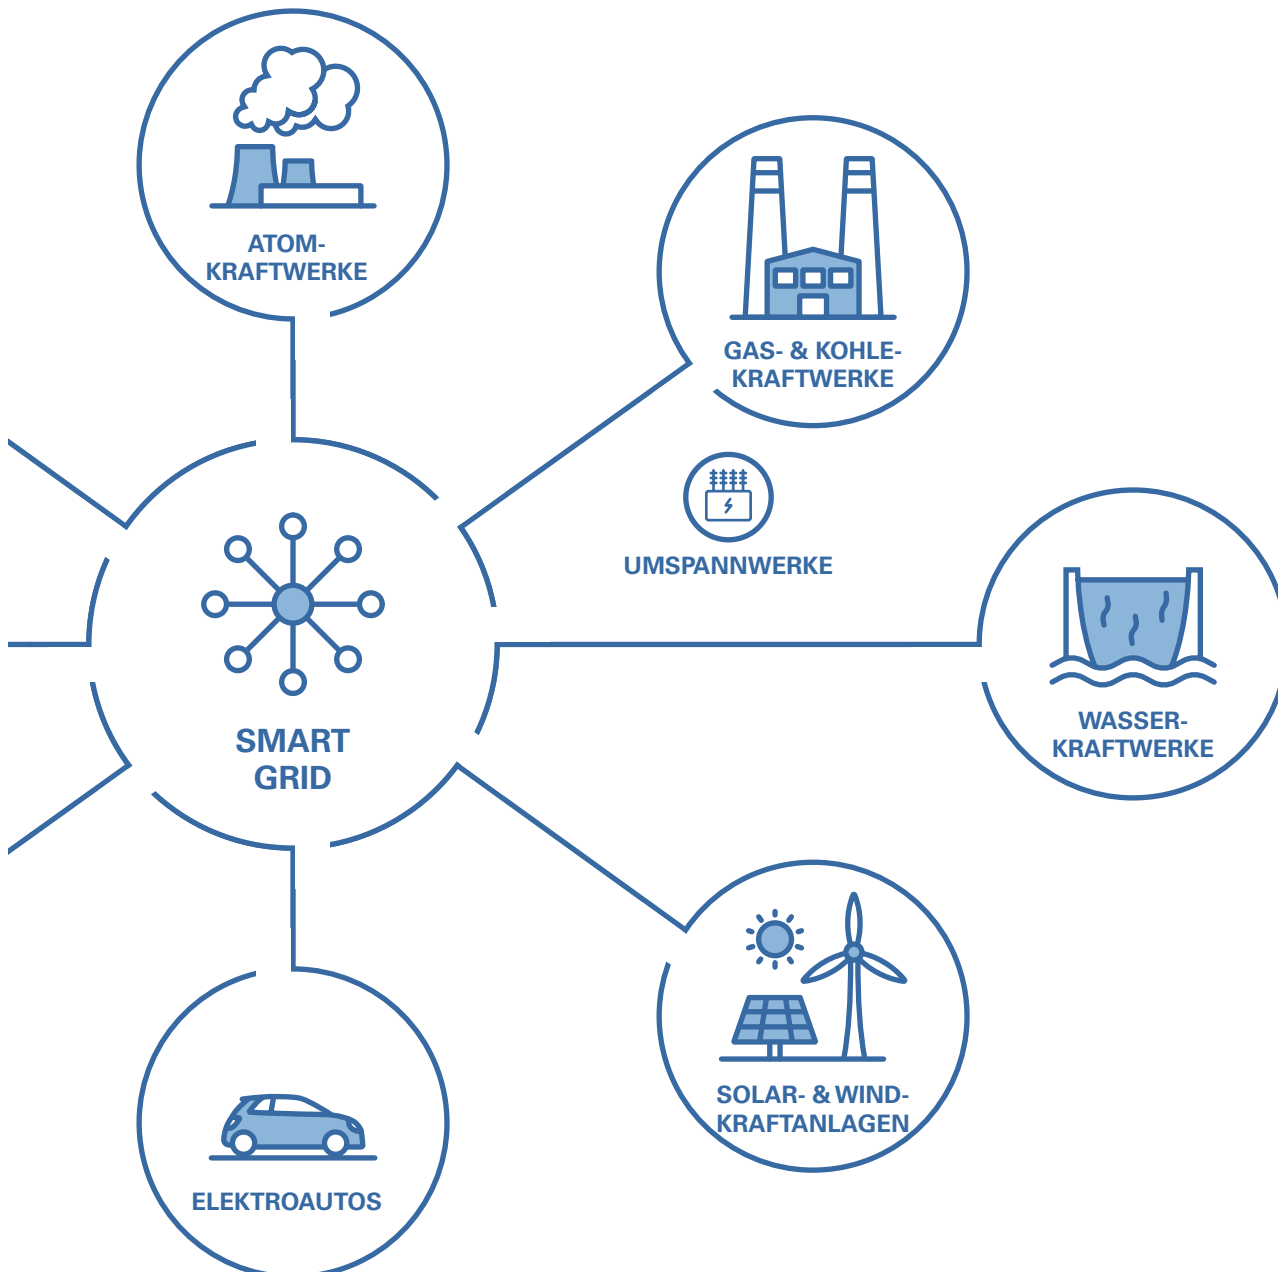 ATOM-
KRAFTWERKE
GAS- & KOHLE-
KRAFTWERKE
UMSPANNWERKE
WASSER-
KRAFTWERKE
SMART
GRID
SOLAR- & WIND-
KRAFTANLAGEN
ELEKTROAUTOS